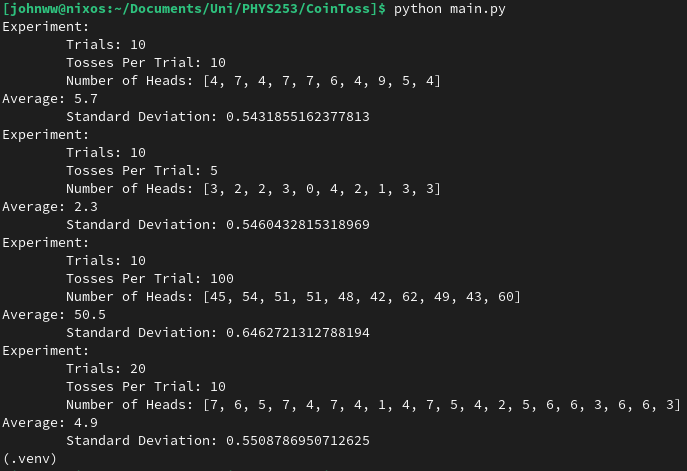 [johnww@nixos:~/Documents/Uni/PHYS253/CoinToss]$ python main.py
Experiment:
        Trials: 10
        Tosses Per Trial: 10
        Number of Heads: [4, 7, 4, 7, 7, 6, 4, 9, 5, 4]
Average: 5.7
        Standard Deviation: 0.5431855162377813
Experiment:
        Trials: 10
        Tosses Per Trial: 5
        Number of Heads: [3, 2, 2, 3, 0, 4, 2, 1, 3, 3]
Average: 2.3
        Standard Deviation: 0.5460432815318969
Experiment:
        Trials: 10
        Tosses Per Trial: 100
        Number of Heads: [45, 54, 51, 51, 48, 42, 62, 49, 43, 60]
Average: 50.5
        Standard Deviation: 0.6462721312788194
Experiment:
        Trials: 20
        Tosses Per Trial: 10
        Number of Heads: [7, 6, 5, 7, 4, 7, 4, 1, 4, 7, 5, 4, 2, 5, 6, 6, 3, 6, 6, 3]
Average: 4.9
        Standard Deviation: 0.5508786950712625
(.venv)